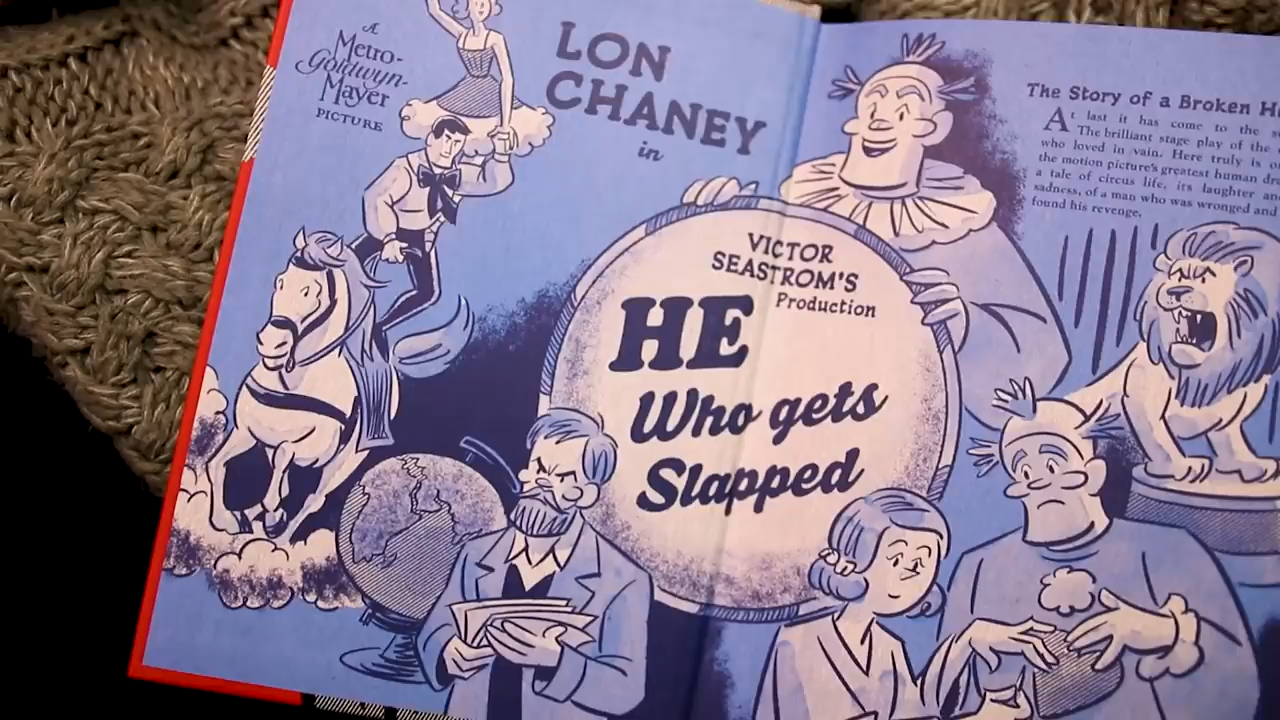 A
Metro-
Goldwyn-
Mayer
PICTURE
LON
CHANEY
in
VICTOR
SEASTROM'S
Production
HE
Who gets
Slapped
The Story of a Broken
At last it has come to the
The brilliant stage play of the
who loved in vain. Here truly is
the motion picture's greatest human
a tale of circus life, its laughter
sadness, of a man who was wronged and
found his revenge.